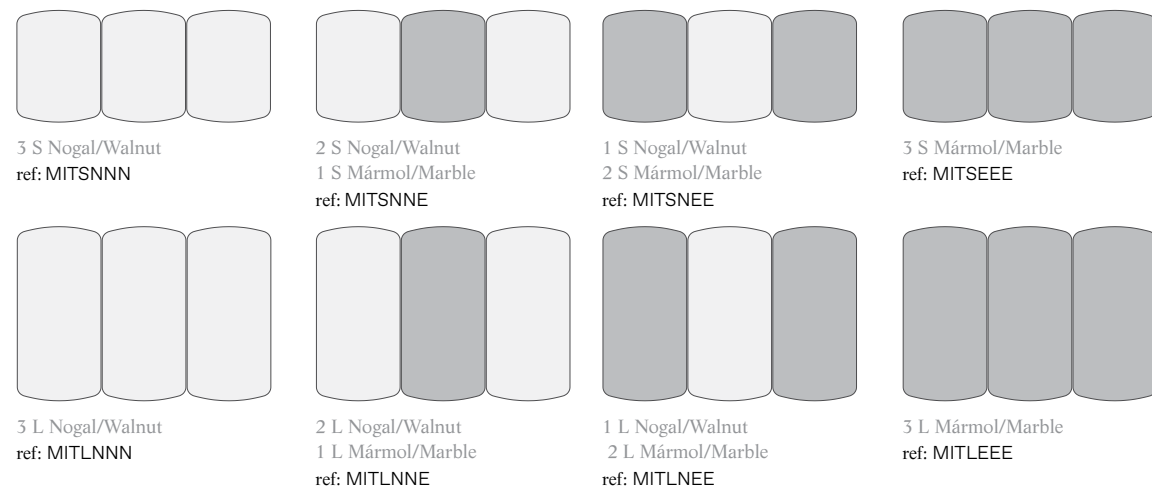 3 S Nogal/Walnut
ref: MITSNNN
2 S Nogal/Walnut
1 S Mármol/Marble
ref: MITSNNE
1 S Nogal/Walnut
2 S Mármol/Marble
ref: MITSNEE
3 S Mármol/Marble
ref: MITSEEE
3 L Nogal/Walnut
ref: MITLNNN
2 L Nogal/Walnut
1 L Mármol/Marble
ref: MITLNNE
1 L Nogal/Walnut
2 L Mármol/Marble
ref: MITLNEE
3 L Mármol/Marble
ref: MITLEEE